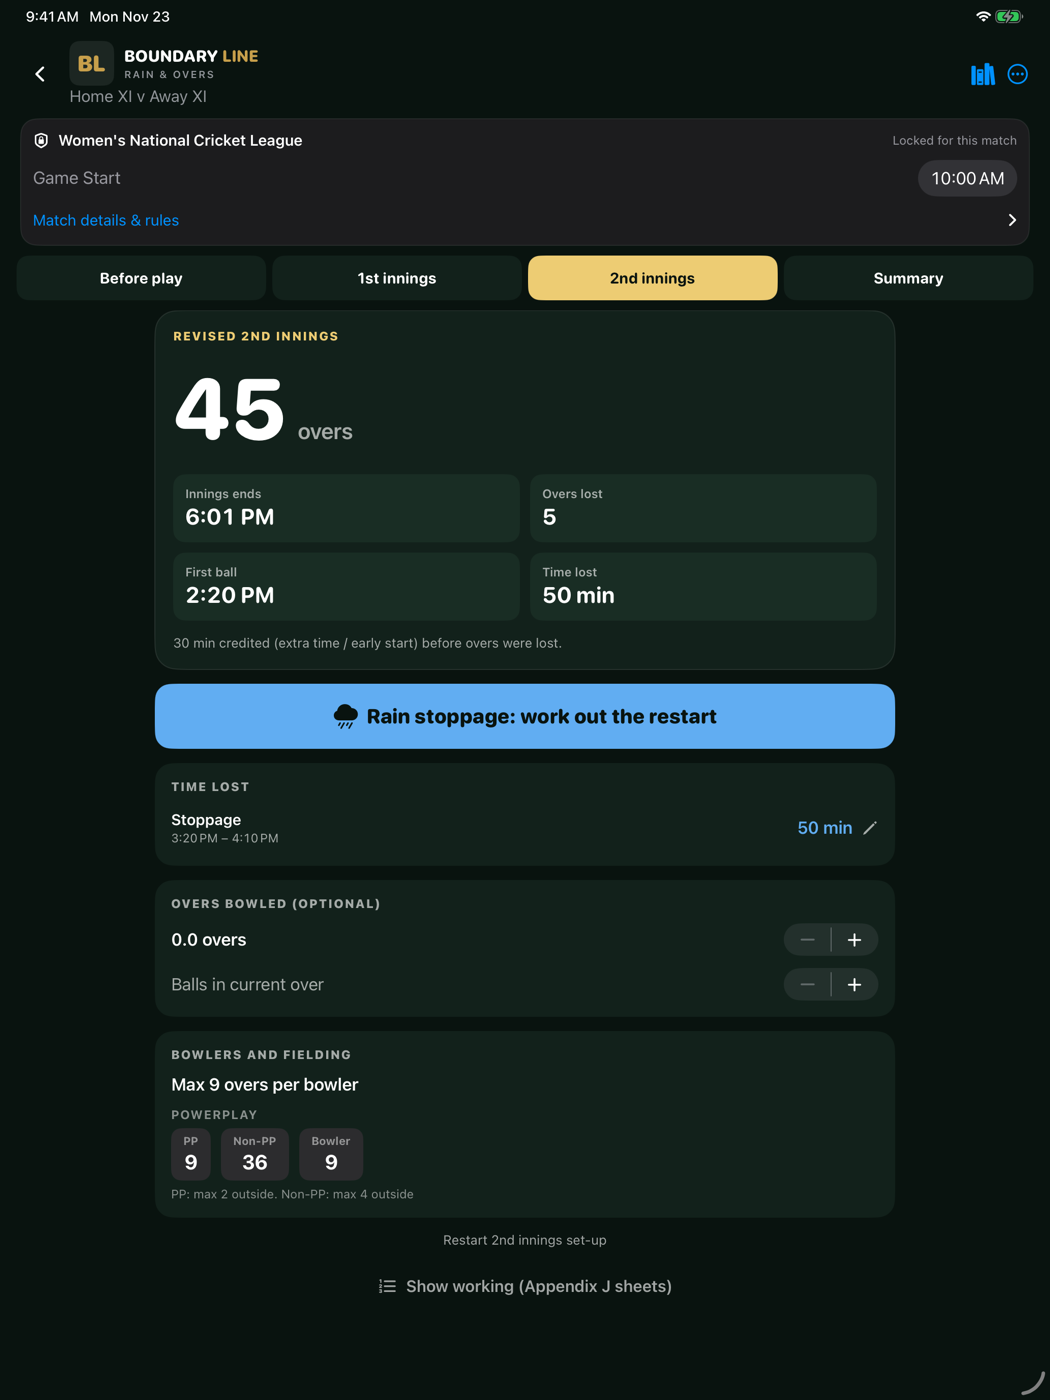 9:41 AM Mon Nov 23
BL
BOUNDARY LINE
RAIN & OVERS
Home XI v Away XI
Women's National Cricket League
Locked for this match
Game Start
10:00 AM
Match details & rules
Before play
1st innings
2nd innings
Summary
REVISED 2ND INNINGS
45 overs
Innings ends
6:01 PM
Overs lost
5
First ball
2:20 PM
Time lost
50 min
30 min credited (extra time / early start) before overs were lost.
Rain stoppage: work out the restart
TIME LOST
Stoppage
3:20 PM – 4:10 PM
50 min
OVERS BOWLED (OPTIONAL)
0.0 overs
Balls in current over
BOWLERS AND FIELDING
Max 9 overs per bowler
POWERPLAY
PP
9
Non-PP
36
Bowler
9
PP: max 2 outside. Non-PP: max 4 outside
Restart 2nd innings set-up
Show working (Appendix J sheets)